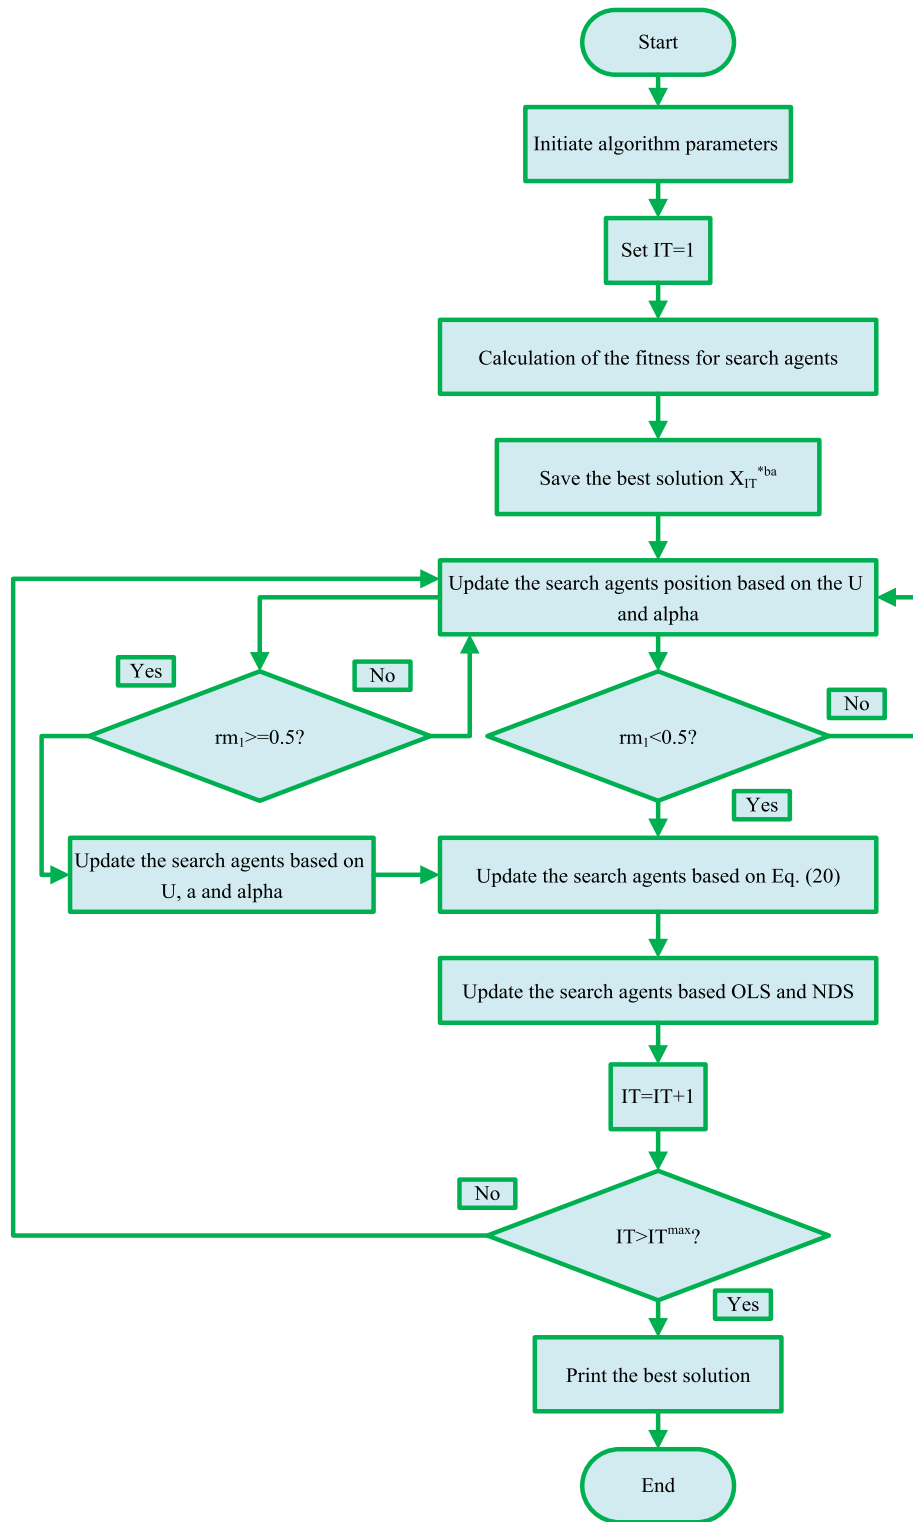 Start
Initiate algorithm parameters
Set IT=1
Calculation of the fitness for search agents
Save the best solution X_IT^*ba
Update the search agents position based on the U
and alpha
Yes
No
rm₁>=0.5?
rm₁<0.5?
No
Yes
Update the search agents based on
U, a and alpha
Update the search agents based on Eq. (20)
Update the search agents based OLS and NDS
IT=IT+1
No
IT>IT^max?
Yes
Print the best solution
End